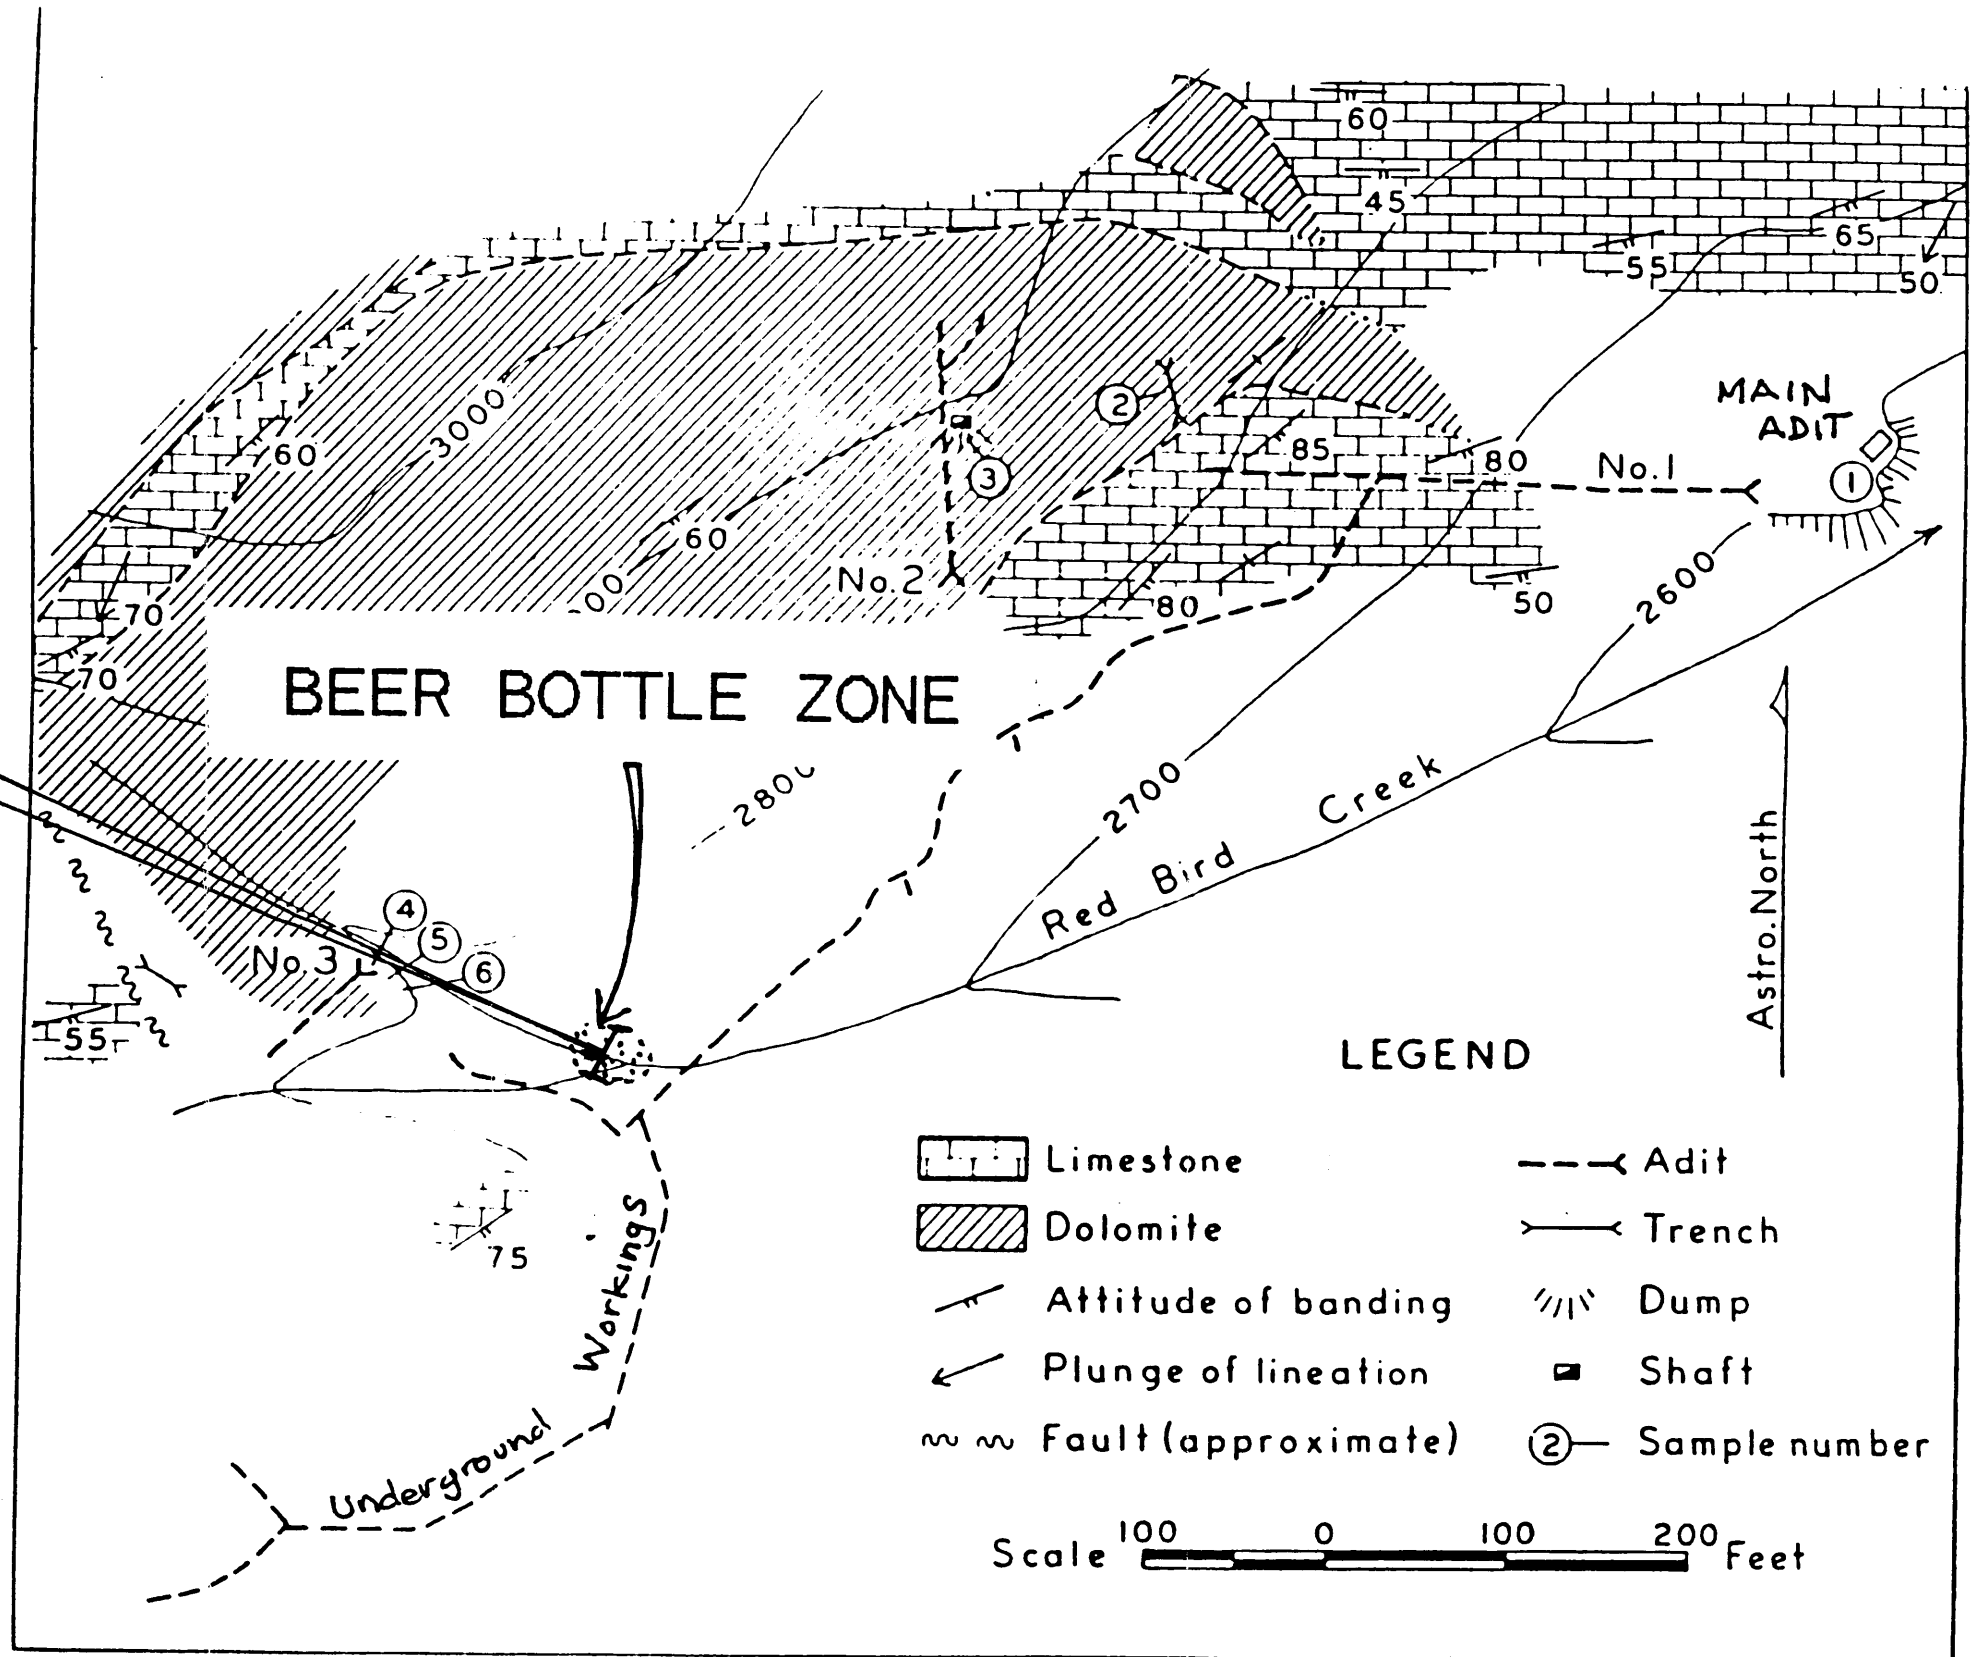 60
45
65
55
50
MAIN
ADIT
3000
2
60
85
80
No.1
3
1
60
No.2
00
80
50
2600
70
70
BEER BOTTLE ZONE
2700
Red Bird Creek
4
5
6
No.3
55
Astro. North
75
Underground Workings
LEGEND
Limestone
Dolomite
Attitude of banding
Plunge of lineation
Fault (approximate)
Adit
Trench
Dump
Shaft
2
Sample number
Scale 100 0 100 200 Feet